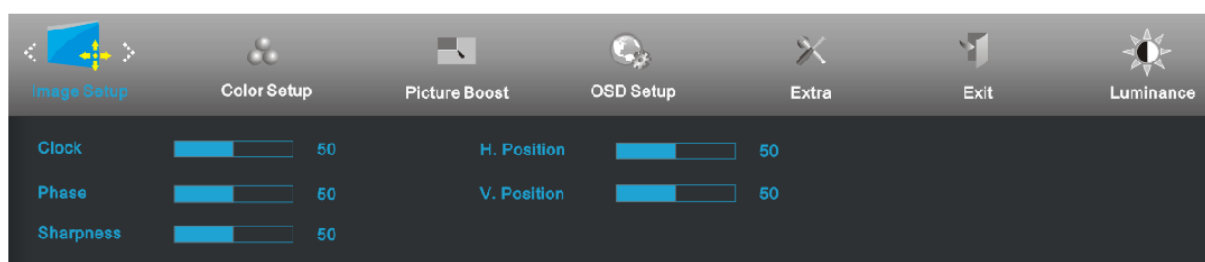 Image Setup Color Setup Picture Boost OSD Setup Extra Exit Luminance
Clock 50 H. Position 50
Phase 50 V. Position 50
Sharpness 50